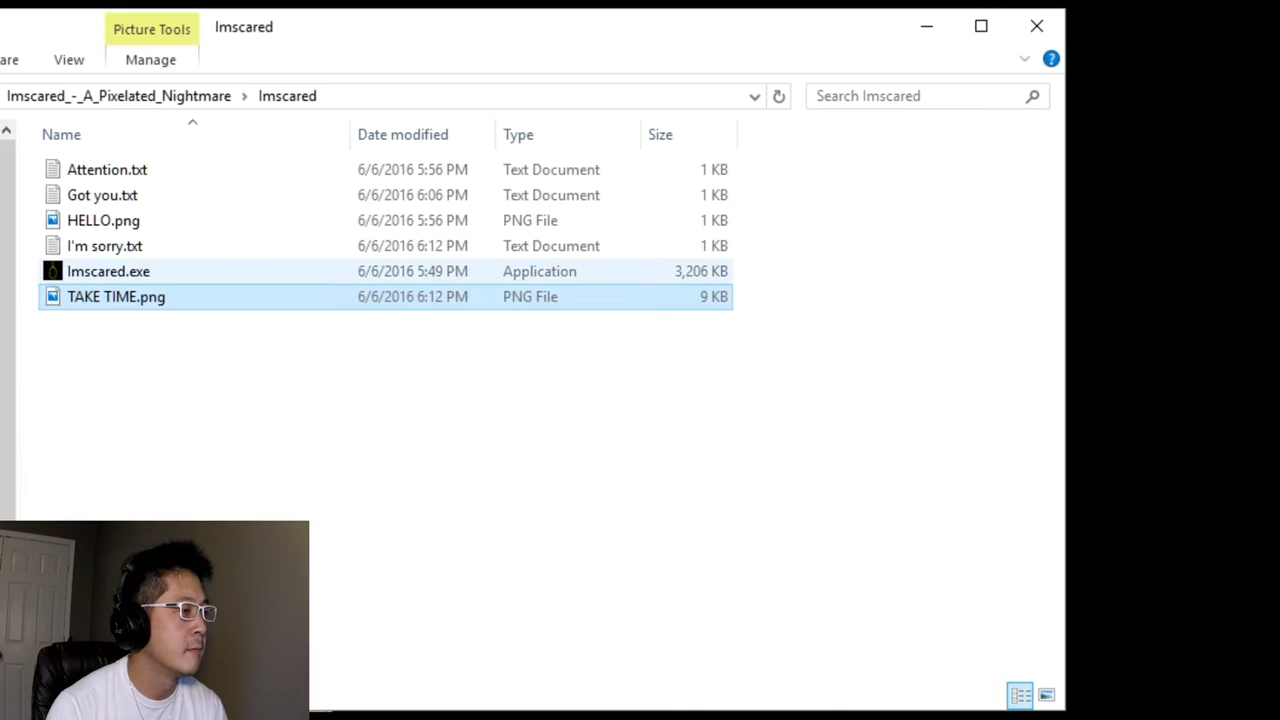 Picture Tools Imscared
are View Manage
Imscared_-_A_Pixelated_Nightmare Imscared Search Imscared
Name Date modified Type Size
Attention.txt 6/6/2016 5:56 PM Text Document 1 KB
Got you.txt 6/6/2016 6:06 PM Text Document 1 KB
HELLO.png 6/6/2016 5:56 PM PNG File 1 KB
I'm sorry.txt 6/6/2016 6:12 PM Text Document 1 KB
Imscared.exe 6/6/2016 5:49 PM Application 3,206 KB
TAKE TIME.png 6/6/2016 6:12 PM PNG File 9 KB